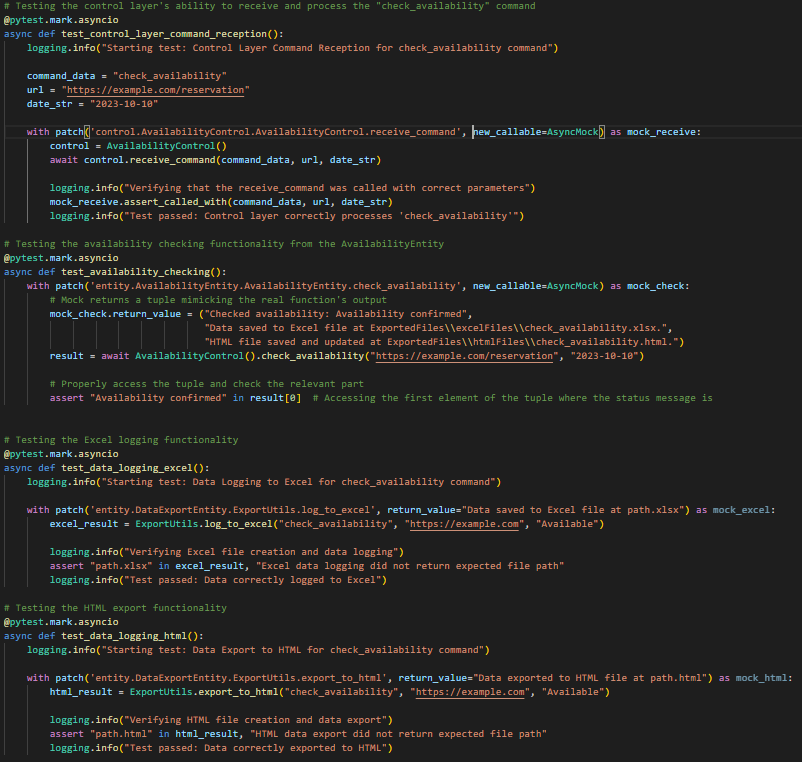 # Testing the control layer's ability to receive and process the "check_availability" command
@pytest.mark.asyncio
async def test_control_layer_command_reception():
    logging.info("Starting test: Control Layer Command Reception for check_availability command")

    command_data = "check_availability"
    url = "https://example.com/reservation"
    date_str = "2023-10-10"

    with patch('control.AvailabilityControl.AvailabilityControl.receive_command', new_callable=AsyncMock) as mock_receive:
        control = AvailabilityControl()
        await control.receive_command(command_data, url, date_str)

        logging.info("Verifying that the receive_command was called with correct parameters")
        mock_receive.assert_called_with(command_data, url, date_str)
        logging.info("Test passed: Control layer correctly processes 'check_availability'")

# Testing the availability checking functionality from the AvailabilityEntity
@pytest.mark.asyncio
async def test_availability_checking():
    with patch('entity.AvailabilityEntity.AvailabilityEntity.check_availability', new_callable=AsyncMock) as mock_check:
        # Mock returns a tuple mimicking the real function's output
        mock_check.return_value = ("Checked availability: Availability confirmed",
                                   "Data saved to Excel file at ExportedFiles\\excelFiles\\check_availability.xlsx.",
                                   "HTML file saved and updated at ExportedFiles\\htmlFiles\\check_availability.html.")
        result = await AvailabilityControl().check_availability("https://example.com/reservation", "2023-10-10")

        # Properly access the tuple and check the relevant part
        assert "Availability confirmed" in result[0]  # Accessing the first element of the tuple where the status message is


# Testing the Excel logging functionality
@pytest.mark.asyncio
async def test_data_logging_excel():
    logging.info("Starting test: Data Logging to Excel for check_availability command")

    with patch('entity.DataExportEntity.ExportUtils.log_to_excel', return_value="Data saved to Excel file at path.xlsx") as mock_excel:
        excel_result = ExportUtils.log_to_excel("check_availability", "https://example.com", "Available")

        logging.info("Verifying Excel file creation and data logging")
        assert "path.xlsx" in excel_result, "Excel data logging did not return expected file path"
        logging.info("Test passed: Data correctly logged to Excel")

# Testing the HTML export functionality
@pytest.mark.asyncio
async def test_data_logging_html():
    logging.info("Starting test: Data Export to HTML for check_availability command")

    with patch('entity.DataExportEntity.ExportUtils.export_to_html', return_value="Data exported to HTML file at path.html") as mock_html:
        html_result = ExportUtils.export_to_html("check_availability", "https://example.com", "Available")

        logging.info("Verifying HTML file creation and data export")
        assert "path.html" in html_result, "HTML data export did not return expected file path"
        logging.info("Test passed: Data correctly exported to HTML")